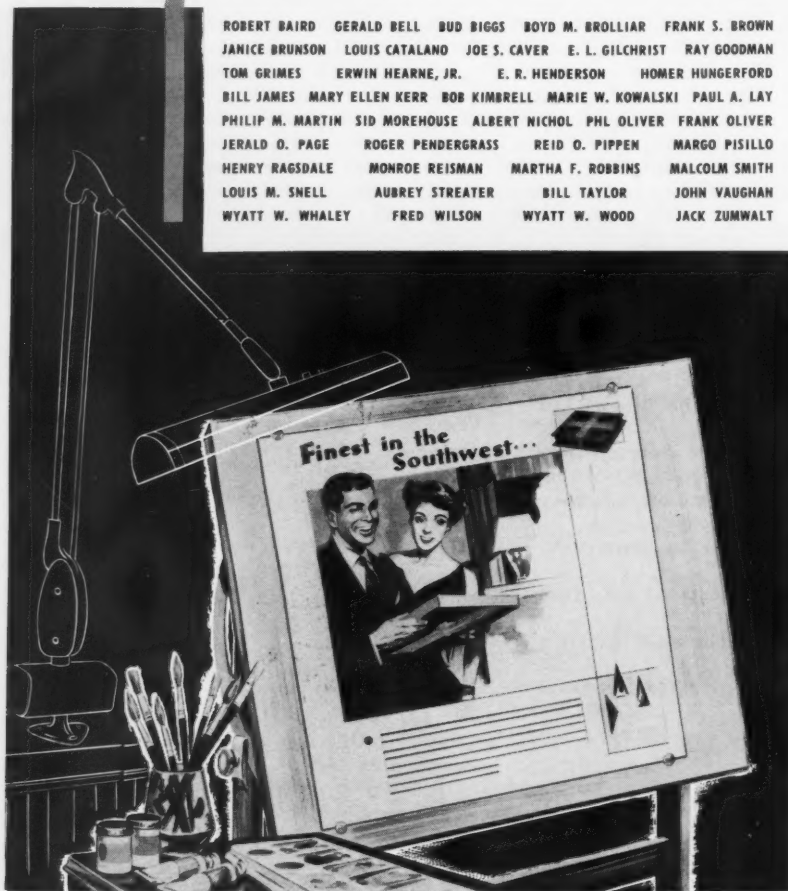 ROBERT BAIRD GERALD BELL BUD BIGGS BOYD M. BROLLIAR FRANK S. BROWN
JANICE BRUNSON LOUIS CATALANO JOE S. CAVER E. L. GILCHRIST RAY GOODMAN
TOM GRIMES ERWIN HEARNE, JR. E. R. HENDERSON HOMER HUNGERFORD
BILL JAMES MARY ELLEN KERR BOB KIMBRELL MARIE W. KOWALSKI PAUL A. LAY
PHILIP M. MARTIN SID MOREHOUSE ALBERT NICHOL PHL OLIVER FRANK OLIVER
JERALD O. PAGE ROGER PENDERGRASS REID O. PIPPEN MARGO PISILLO
HENRY RAGSDALE MONROE REISMAN MARTHA F. ROBBINS MALCOLM SMITH
LOUIS M. SNELL AUBREY STREATER BILL TAYLOR JOHN VAUGHAN
WYATT W. WHALEY FRED WILSON WYATT W. WOOD JACK ZUMWALT
Finest in the
Southwest...